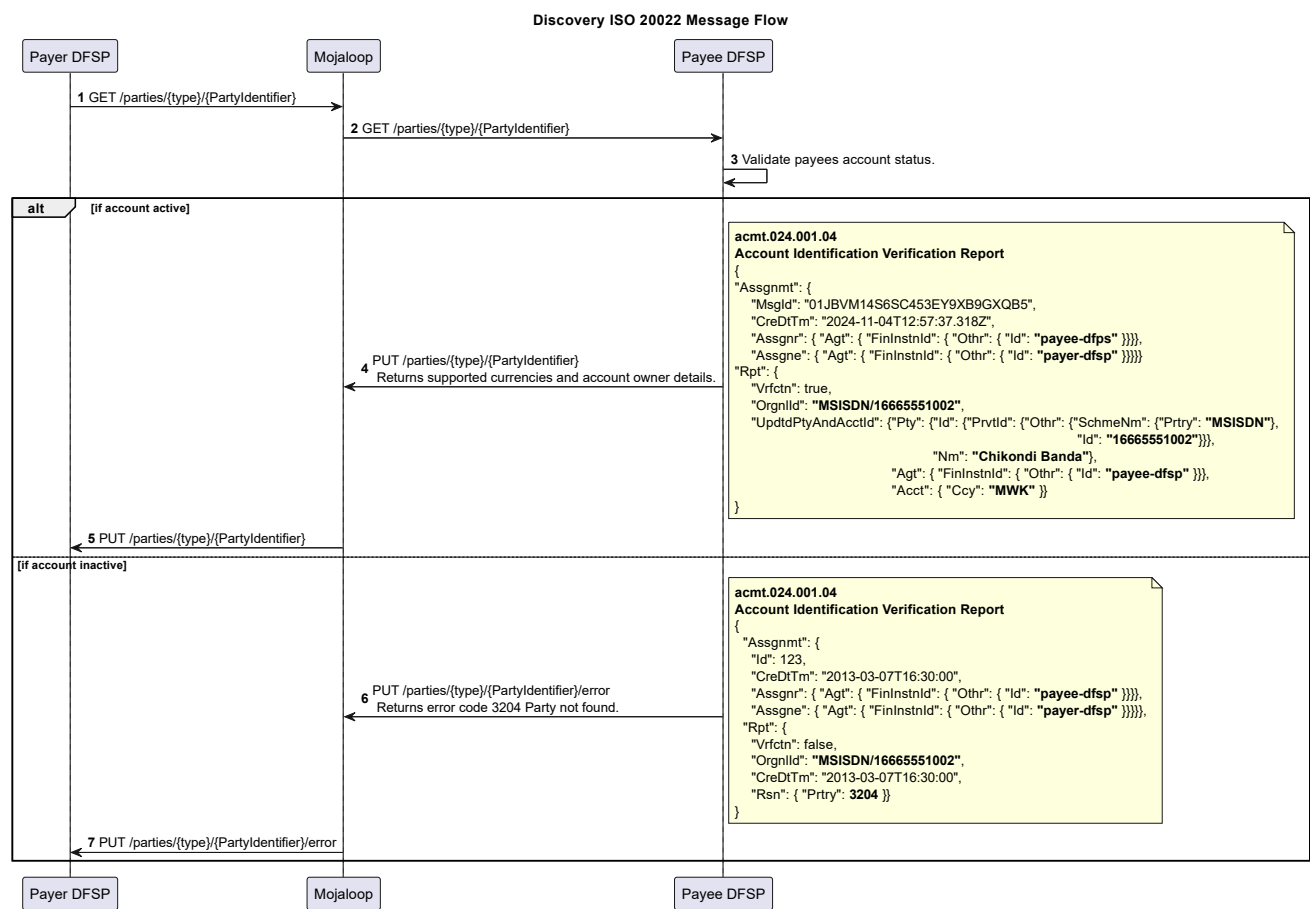 Discovery ISO 20022 Message Flow
Payer DFSP
Mojaloop
Payee DFSP
1 GET /parties/{type}/{PartyIdentifier}
2 GET /parties/{type}/{PartyIdentifier}
3 Validate payees account status.
alt [if account active]
acmt.024.001.04
Account Identification Verification Report
{
"Assgnmt": {
"MsgId": "01JBVM14S6SC453EY9XB9GXQB5",
"CreDtTm": "2024-11-04T12:57:37.318Z",
"Assgnr": { "Agt": { "FinInstnId": { "Othr": { "Id": "payee-dfps" }}}},
"Assgne": { "Agt": { "FinInstnId": { "Othr": { "Id": "payer-dfsp" }}}}}
"Rpt": {
"Vrfctn": true,
"OrgnlId": "MSISDN/16665551002",
"UpdtdPtyAndAcctId": {"Pty": {"Id": {"PrvtId": {"Othr": {"SchmeNm": {"Prtry": "MSISDN"},
"Id": "16665551002"}}},
"Nm": "Chikondi Banda"},
"Agt": { "FinInstnId": { "Othr": { "Id": "payee-dfsp" }}},
"Acct": { "Ccy": "MWK" }}
}
4 PUT /parties/{type}/{PartyIdentifier}
Returns supported currencies and account owner details.
5 PUT /parties/{type}/{PartyIdentifier}
[if account inactive]
acmt.024.001.04
Account Identification Verification Report
{
"Assgnmt": {
"Id": 123,
"CreDtTm": "2013-03-07T16:30:00",
"Assgnr": { "Agt": { "FinInstnId": { "Othr": { "Id": "payee-dfsp" }}}},
"Assgne": { "Agt": { "FinInstnId": { "Othr": { "Id": "payer-dfsp" }}}}},
"Rpt": {
"Vrfctn": false,
"OrgnlId": "MSISDN/16665551002",
"CreDtTm": "2013-03-07T16:30:00",
"Rsn": { "Prtry": 3204 }}
}
6 PUT /parties/{type}/{PartyIdentifier}/error
Returns error code 3204 Party not found.
7 PUT /parties/{type}/{PartyIdentifier}/error
Payer DFSP
Mojaloop
Payee DFSP